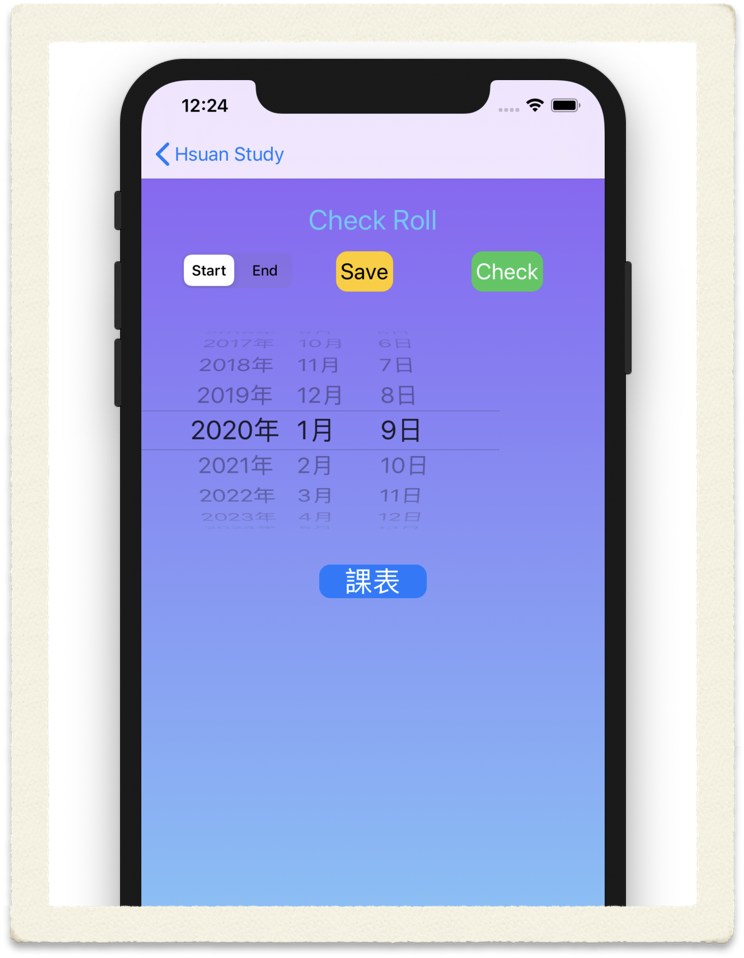 12:24
Hsuan Study
Check Roll
Start End Save Check
2017年 10月 6日
2018年 11月 7日
2019年 12月 8日
2020年 1月 9日
2021年 2月 10日
2022年 3月 11日
2023年 4月 12日
課表